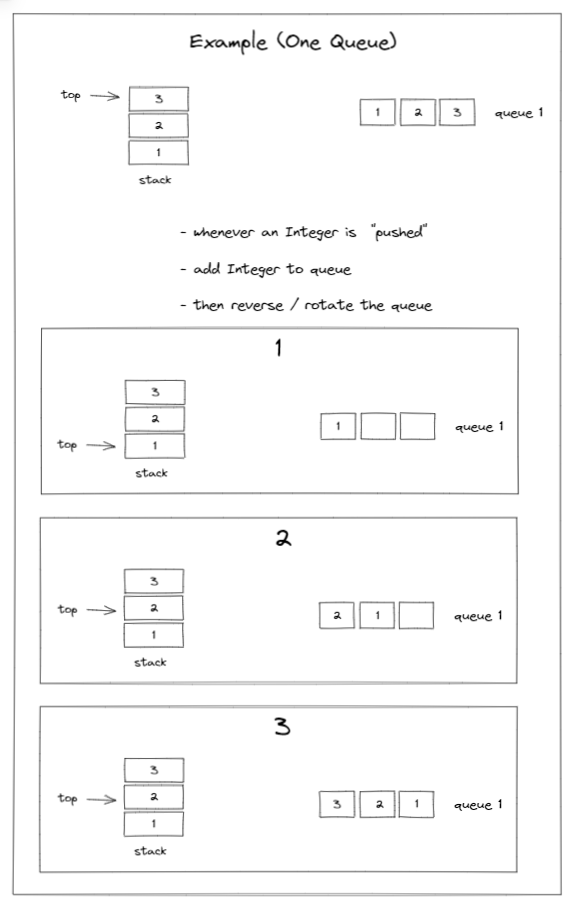 Example (One Queue)
top
3
2
1
stack
1 2 3 queue 1
- whenever an Integer is "pushed"
- add Integer to queue
- then reverse / rotate the queue
1
3
2
top 1
stack
1 queue 1
2
3
top 2
1
stack
2 1 queue 1
3
3
top 2
1
stack
3 2 1 queue 1